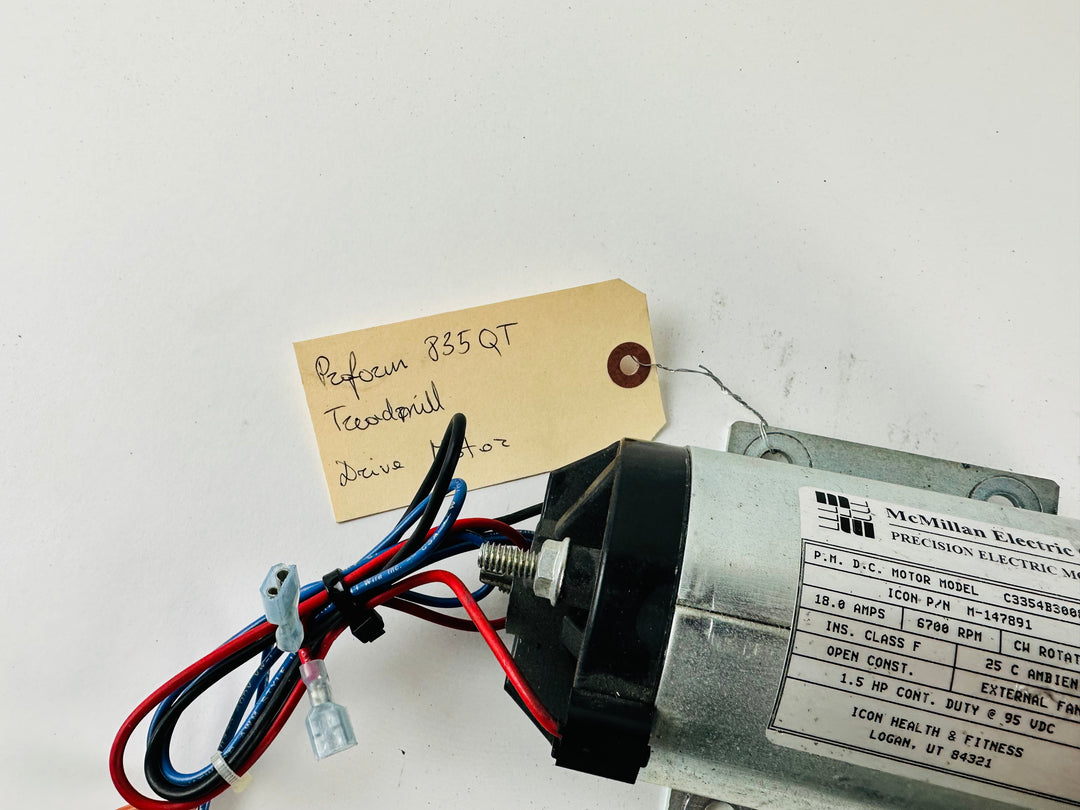 Proform 835QT
Treadmill
Drive Motor
McMillan Electric
PRECISION ELECTRIC
P.M. D.C. MOTOR MODEL C3354B300
ICON P/N M-147891
18.0 AMPS 6700 RPM CW ROTAT
INS. CLASS F 25 C AMBIEN
OPEN CONST. EXTERNAL FAN
1.5 HP CONT. DUTY @ 95 VDC
ICON HEALTH & FITNESS
LOGAN, UT 84321